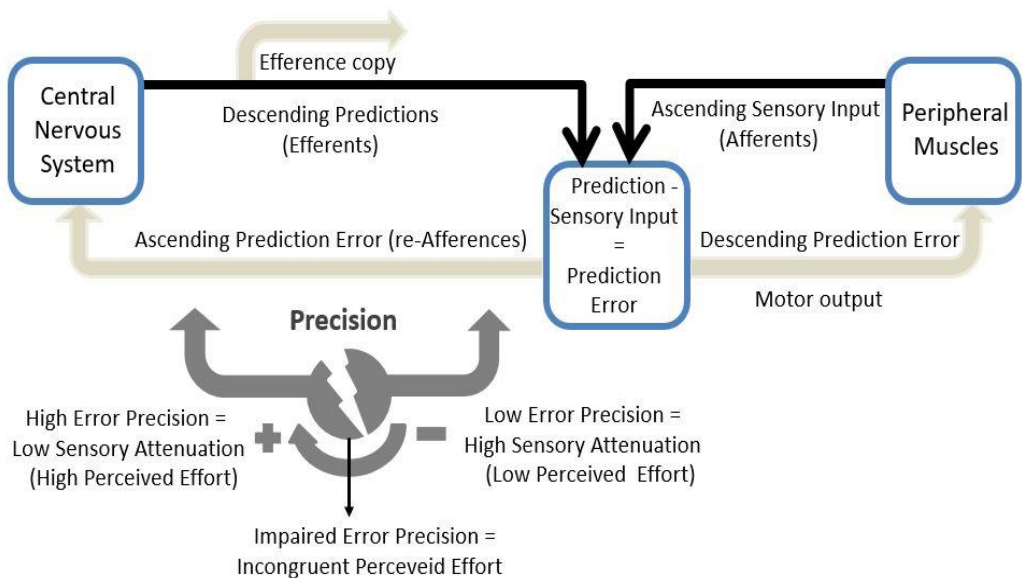 Efference copy
Central
Nervous
System
Descending Predictions
(Efferents)
Ascending Sensory Input
(Afferents)
Peripheral
Muscles
Prediction -
Sensory Input
=
Prediction
Error
Ascending Prediction Error (re-Afferences)
Descending Prediction Error
Motor output
Precision
High Error Precision =
Low Sensory Attenuation
(High Perceived Effort)
+
−
Low Error Precision =
High Sensory Attenuation
(Low Perceived Effort)
Impaired Error Precision =
Incongruent Perceveid Effort